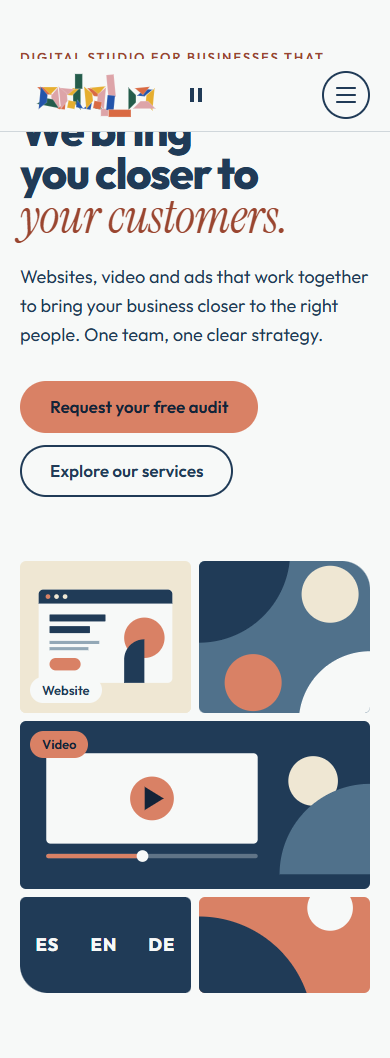 DIGITAL STUDIO FOR BUSINESSES THAT
We bring
you closer to
your customers.
Websites, video and ads that work together
to bring your business closer to the right
people. One team, one clear strategy.
Request your free audit
Explore our services
Website
Video
ES EN DE